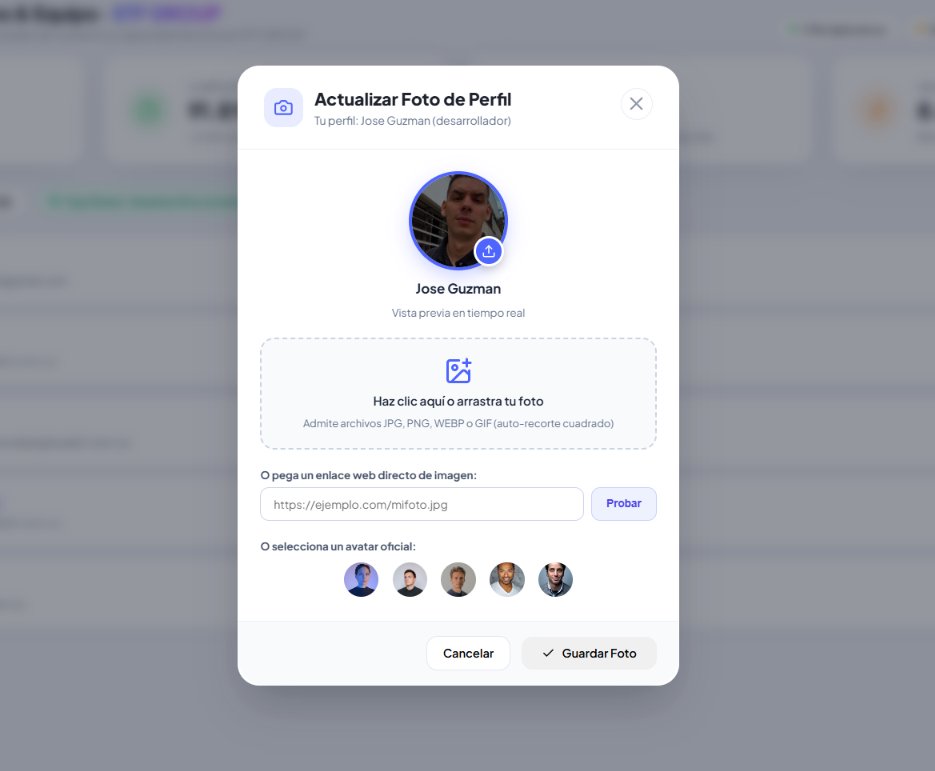 Actualizar Foto de Perfil
Tu perfil: Jose Guzman (desarrollador)
Jose Guzman
Vista previa en tiempo real
Haz clic aquí o arrastra tu foto
Admite archivos JPG, PNG, WEBP o GIF (auto-recorte cuadrado)
O pega un enlace web directo de imagen:
https://ejemplo.com/mifoto.jpg
Probar
O selecciona un avatar oficial:
Cancelar
Guardar Foto